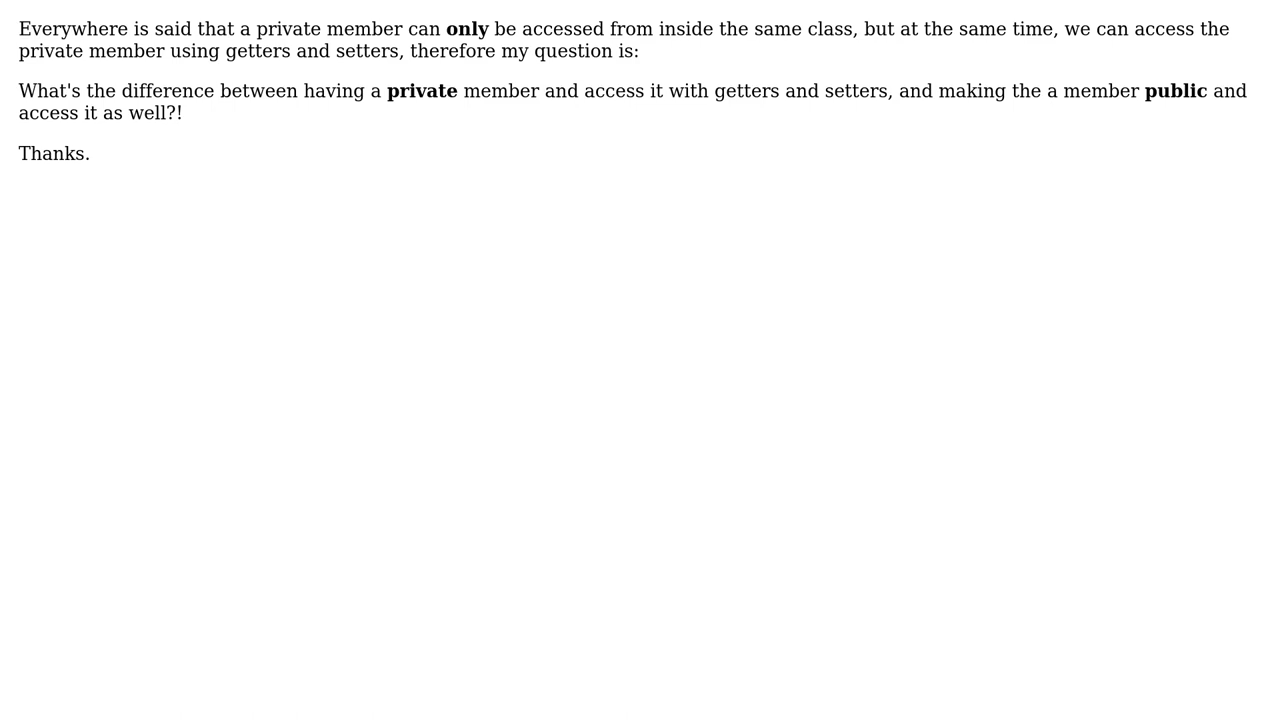 Everywhere is said that a private member can only be accessed from inside the same class, but at the same time, we can access the
private member using getters and setters, therefore my question is:
What's the difference between having a private member and access it with getters and setters, and making the a member public and
access it as well?!
Thanks.